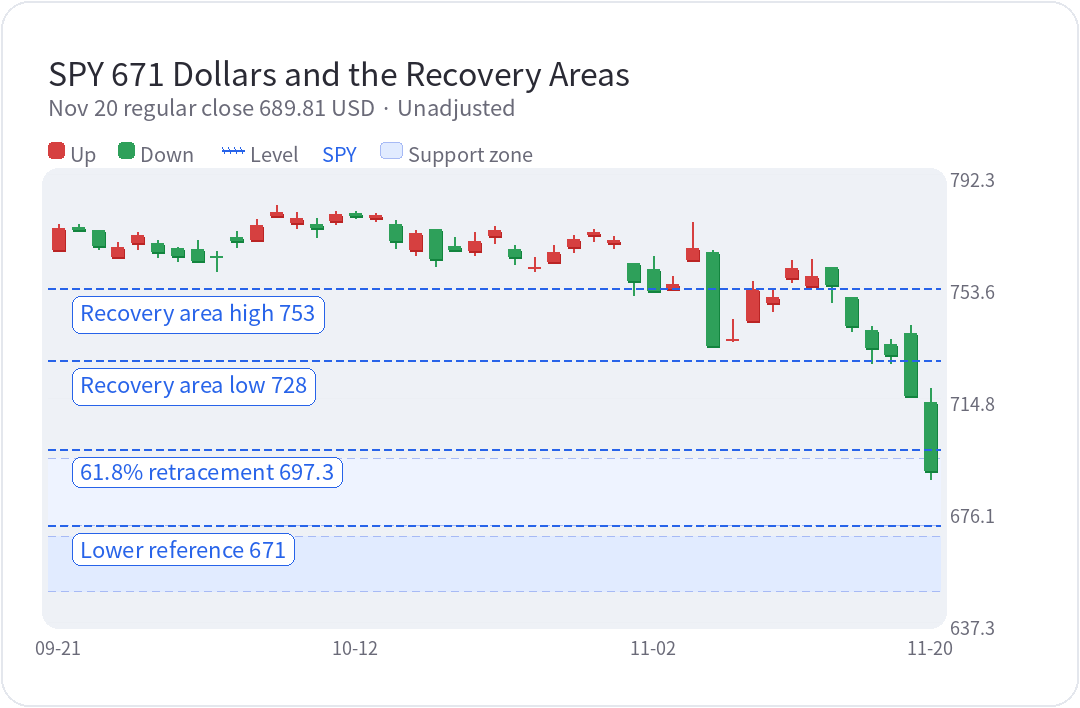 SPY 671 Dollars and the Recovery Areas
Nov 20 regular close 689.81 USD · Unadjusted
Up Down Level SPY Support zone
792.3
753.6
Recovery area high 753
Recovery area low 728
714.8
61.8% retracement 697.3
676.1
Lower reference 671
637.3
09-21 10-12 11-02 11-20